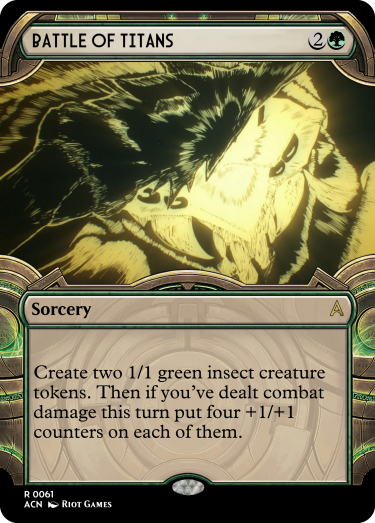 BATTLE OF TITANS 2
Sorcery
Create two 1/1 green insect creature
tokens. Then if you've dealt combat
damage this turn put four +1/+1
counters on each of them.
R 0061
ACN RIOT GAMES